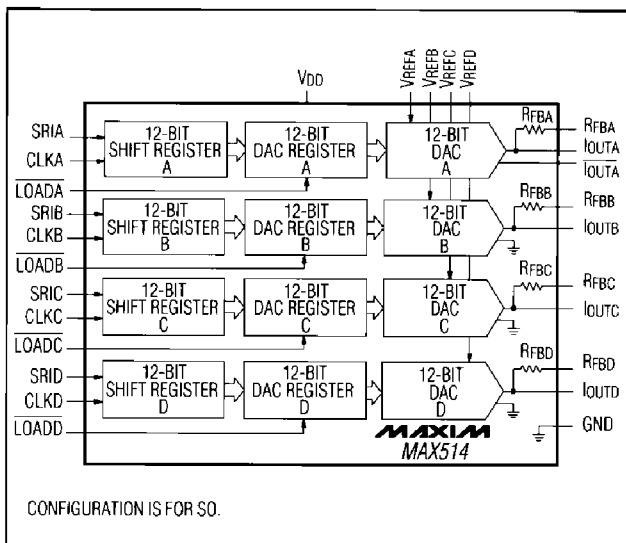 VREFA
VREFB
VREFC
VREFD
VDD
SRIA
CLKA
LOADA
12-BIT
SHIFT REGISTER
A
12-BIT
DAC REGISTER
A
12-BIT
DAC
A
RFBA
RFBA
IOUTA
IOUTA
SRIB
CLKB
LOADB
12-BIT
SHIFT REGISTER
B
12-BIT
DAC REGISTER
B
12-BIT
DAC
B
RFBB
RFBB
IOUTB
SRIC
CLKC
LOADC
12-BIT
SHIFT REGISTER
C
12-BIT
DAC REGISTER
C
12-BIT
DAC
C
RFBC
RFBC
IOUTC
SRID
CLKD
LOADD
12-BIT
SHIFT REGISTER
D
12-BIT
DAC REGISTER
D
12-BIT
DAC
D
RFBD
RFBD
IOUTD
GND
MAXIM
MAX514
CONFIGURATION IS FOR SO.